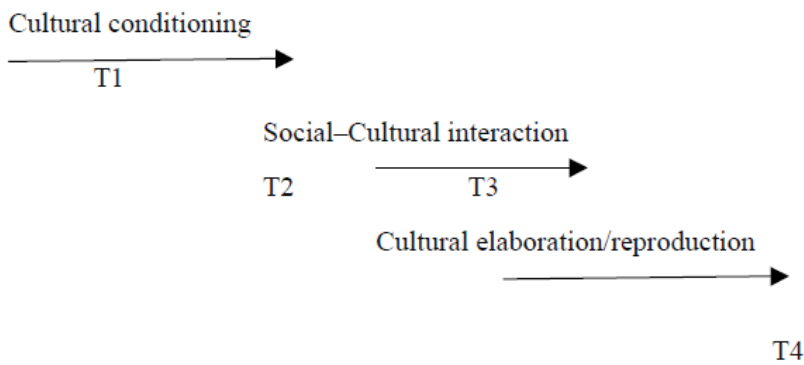 Cultural conditioning
T1
Social–Cultural interaction
T2 T3
Cultural elaboration/reproduction
T4